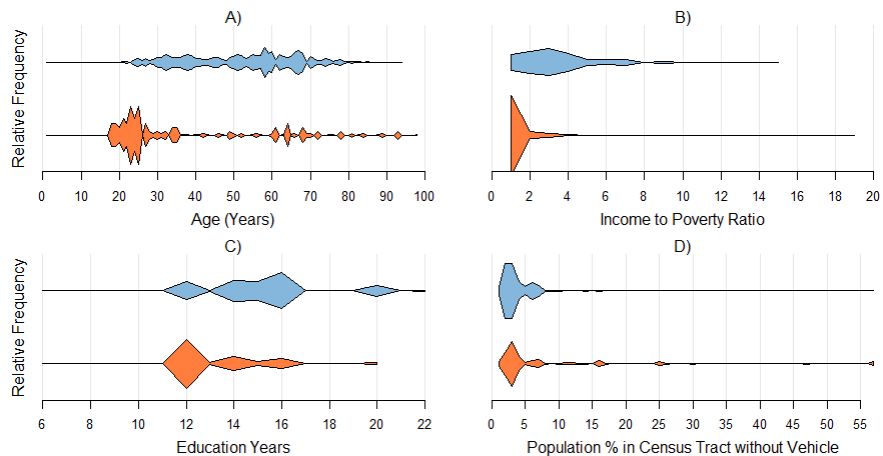 A)
B)
Relative Frequency
0 10 20 30 40 50 60 70 80 90 100
0 2 4 6 8 10 12 14 16 18 20
Age (Years)
Income to Poverty Ratio
C)
D)
Relative Frequency
6 8 10 12 14 16 18 20 22
0 5 10 15 20 25 30 35 40 45 50 55
Education Years
Population % in Census Tract without Vehicle